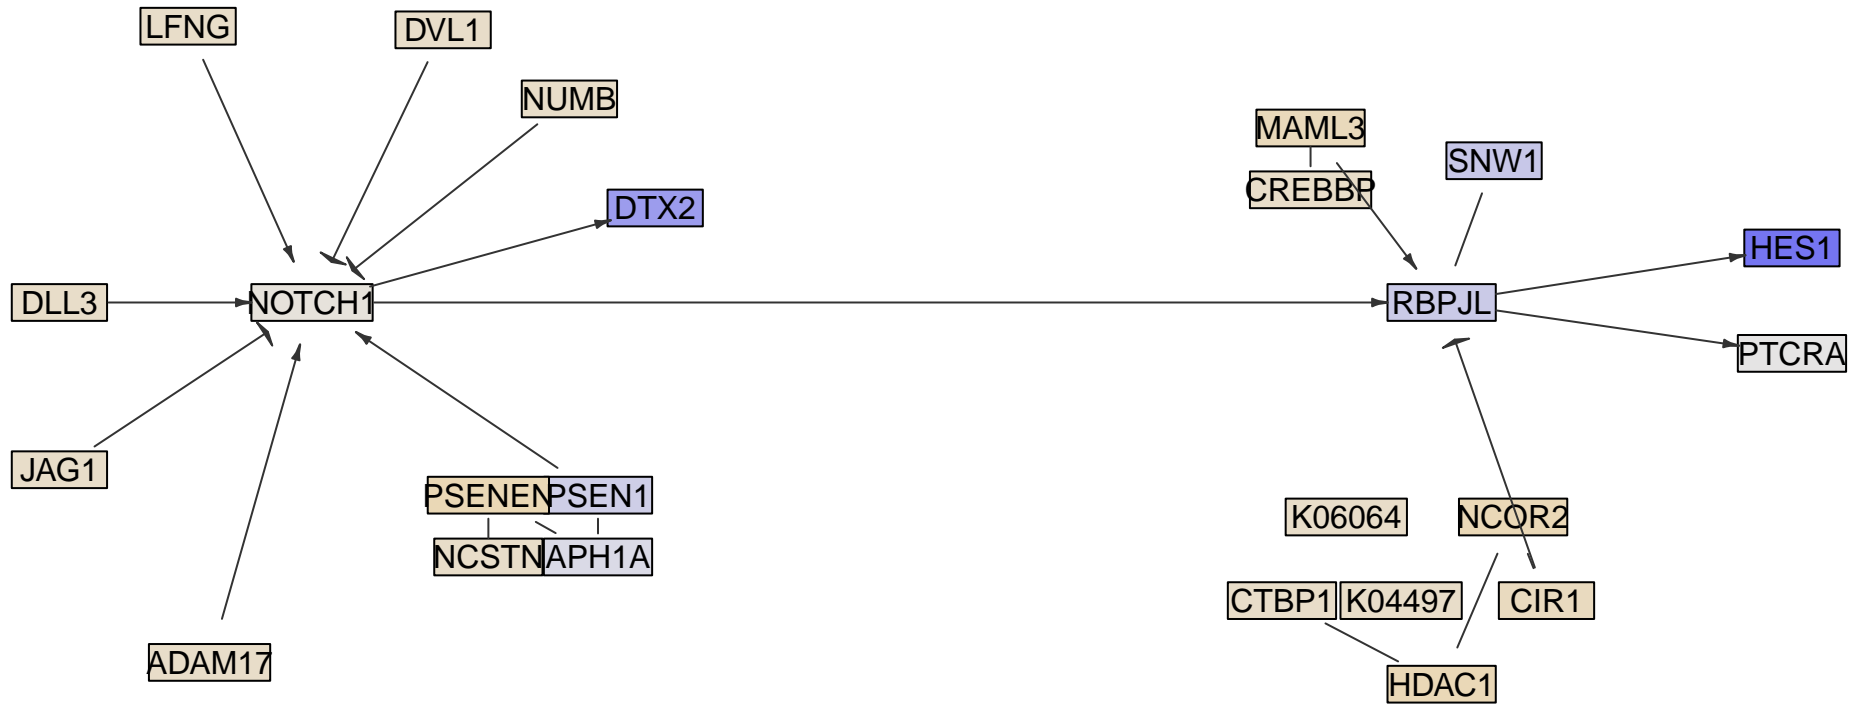 LFNG
DVL1
NUMB
MAML3
SNW1
CREBBP
DTX2
HES1
DLL3
NOTCH1
RBPJL
PTCRA
JAG1
PSENEN
PSEN1
K06064
NCOR2
NCSTN
APH1A
CTBP1
K04497
CIR1
ADAM17
HDAC1